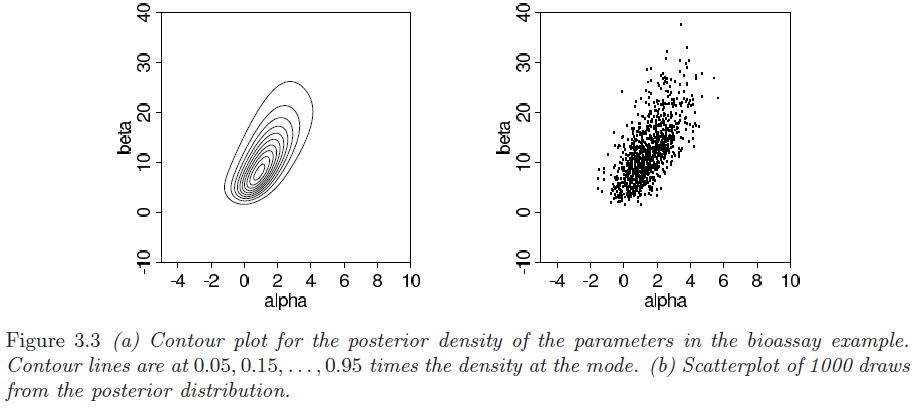 40
30
20
10
0
-10
beta
-4 -2 0 2 4 6 8 10
alpha
40
30
20
10
0
-10
beta
-4 -2 0 2 4 6 8 10
alpha
Figure 3.3 (a) Contour plot for the posterior density of the parameters in the bioassay example.
Contour lines are at 0.05, 0.15, . . . , 0.95 times the density at the mode. (b) Scatterplot of 1000 draws
from the posterior distribution.